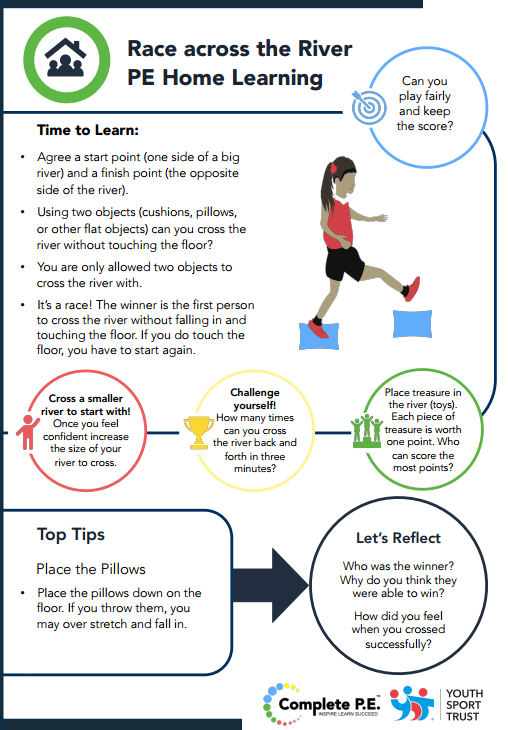 Race across the River
PE Home Learning
Can you
play fairly
and keep
the score?
Time to Learn:
• Agree a start point (one side of a big
river) and a finish point (the opposite
side of the river).
• Using two objects (cushions, pillows,
or other flat objects) can you cross the
river without touching the floor?
• You are only allowed two objects to
cross the river with.
• It's a race! The winner is the first person
to cross the river without falling in and
touching the floor. If you do touch the
floor, you have to start again.
Cross a smaller
river to start with!
Once you feel
confident increase
the size of your
river to cross.
Challenge
yourself!
How many times
can you cross
the river back and
forth in three
minutes?
Place treasure in
the river (toys).
Each piece of
treasure is worth
one point. Who
can score the
most points?
Top Tips
Place the Pillows
• Place the pillows down on the
floor. If you throw them, you
may over stretch and fall in.
Let's Reflect
Who was the winner?
Why do you think they
were able to win?
How did you feel
when you crossed
successfully?
Complete P.E.™
INSPIRE LEARN SUCCEED
YOUTH
SPORT
TRUST